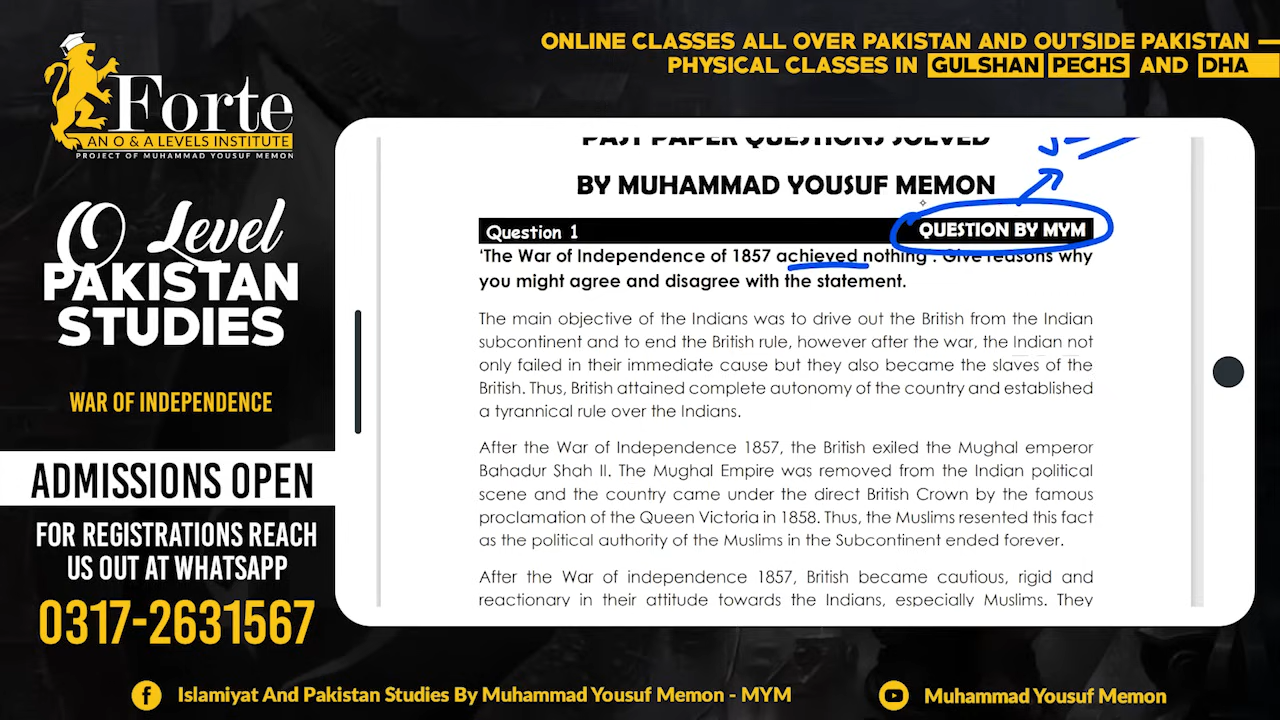 ONLINE CLASSES ALL OVER PAKISTAN AND OUTSIDE PAKISTAN
PHYSICAL CLASSES IN GULSHAN PECHS AND DHA
Forte
AN O & A LEVELS INSTITUTE
PROJECT OF MUHAMMAD YOUSUF MEMON
O Level
PAKISTAN
STUDIES
WAR OF INDEPENDENCE
ADMISSIONS OPEN
FOR REGISTRATIONS REACH
US OUT AT WHATSAPP
0317-2631567
PAST PAPER QUESTIONS SOLVED
BY MUHAMMAD YOUSUF MEMON
Question 1 QUESTION BY MYM
‘The War of Independence of 1857 achieved nothing’. Give reasons why
you might agree and disagree with the statement.
The main objective of the Indians was to drive out the British from the Indian
subcontinent and to end the British rule, however after the war, the Indian not
only failed in their immediate cause but they also became the slaves of the
British. Thus, British attained complete autonomy of the country and established
a tyrannical rule over the Indians.
After the War of Independence 1857, the British exiled the Mughal emperor
Bahadur Shah II. The Mughal Empire was removed from the Indian political
scene and the country came under the direct British Crown by the famous
proclamation of the Queen Victoria in 1858. Thus, the Muslims resented this fact
as the political authority of the Muslims in the Subcontinent ended forever.
After the War of independence 1857, British became cautious, rigid and
reactionary in their attitude towards the Indians, especially Muslims. They
Islamiyat And Pakistan Studies By Muhammad Yousuf Memon - MYM
Muhammad Yousuf Memon